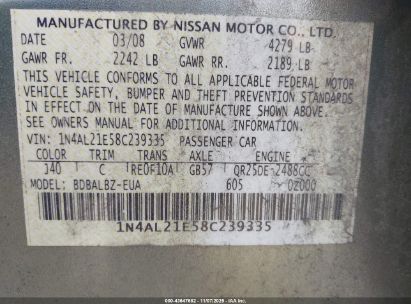 MANUFACTURED BY NISSAN MOTOR CO., LTD.
DATE 03/08 GVWR 4279 LB
GAWR FR. 2242 LB GAWR RR. 2189 LB
THIS VEHICLE CONFORMS TO ALL APPLICABLE FEDERAL MOTOR
VEHICLE SAFETY, BUMPER AND THEFT PREVENTION STANDARDS
IN EFFECT ON THE DATE OF MANUFACTURE SHOWN ABOVE.
SEE OWNERS MANUAL FOR ADDITIONAL INFORMATION.
VIN: 1N4AL21E58C239335 PASSENGER CAR
COLOR TRIM TRANS AXLE ENGINE
J40 C RE0F10A GB57 QR25DE-2488CC
MODEL: BDBALBZ-EUA 605 0Z000
1N4AL21E58C239335